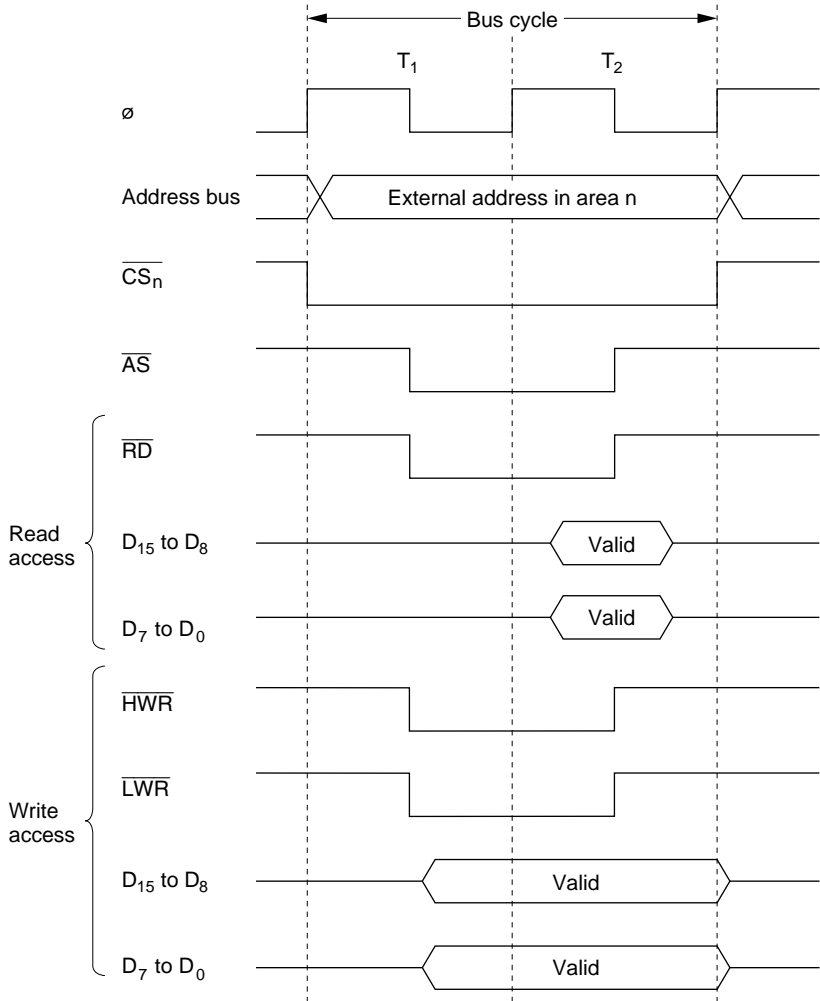 Bus cycle
T1 T2
ø
Address bus External address in area n
CSn
AS
RD
Read access
D15 to D8 Valid
D7 to D0 Valid
HWR
LWR
Write access
D15 to D8 Valid
D7 to D0 Valid